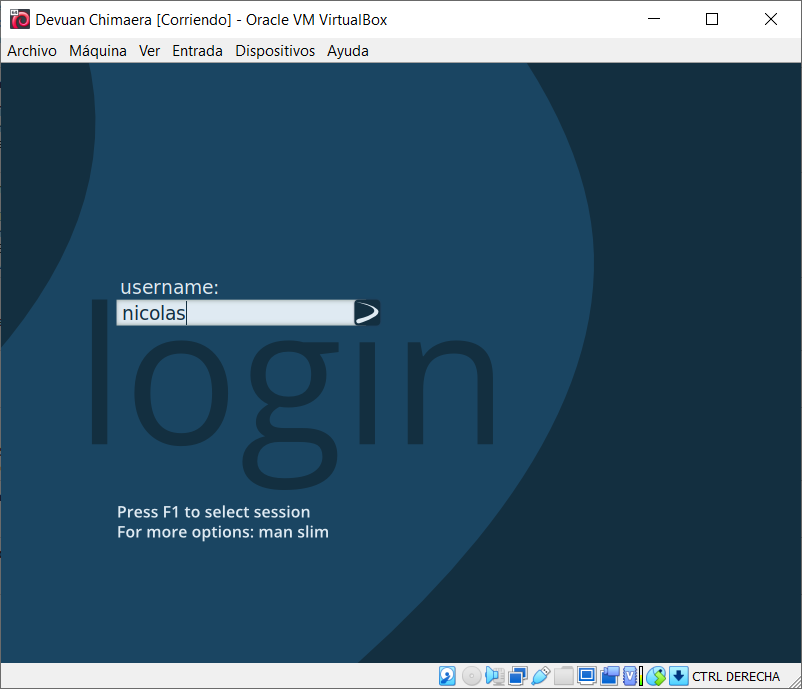 Devuan Chimaera [Corriendo] - Oracle VM VirtualBox
Archivo Máquina Ver Entrada Dispositivos Ayuda
username:
nicolas
login
Press F1 to select session
For more options: man slim
CTRL DERECHA